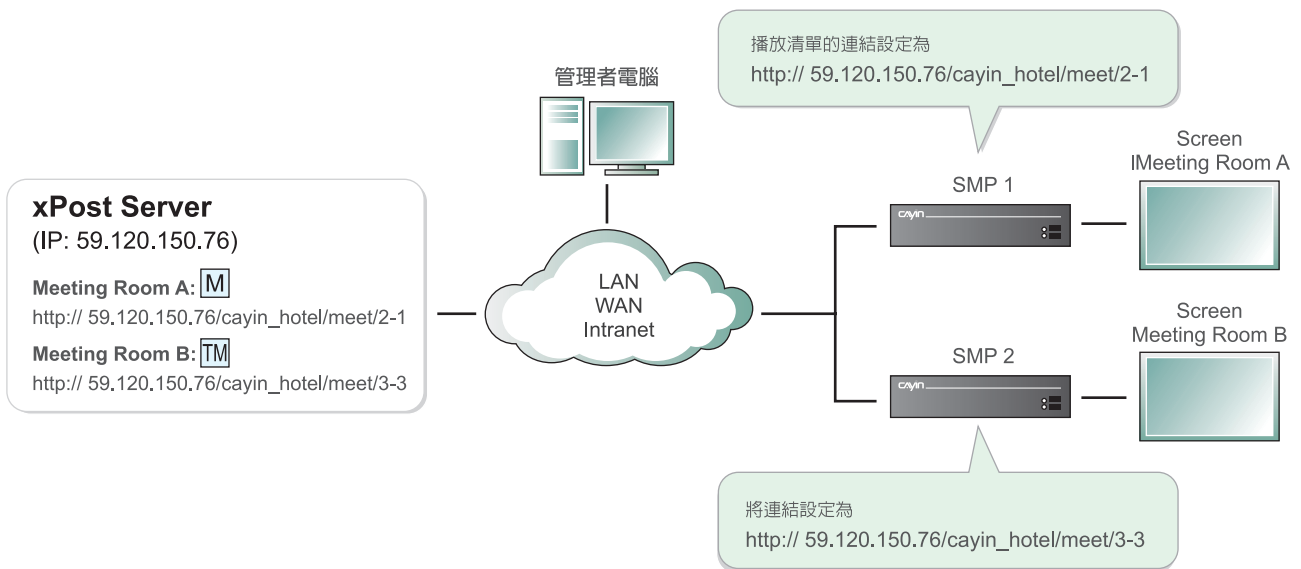 播放清單的連結設定為
http:// 59.120.150.76/cayin_hotel/meet/2-1
管理者電腦
xPost Server
(IP: 59.120.150.76)
Meeting Room A: M
http:// 59.120.150.76/cayin_hotel/meet/2-1
Meeting Room B: TM
http:// 59.120.150.76/cayin_hotel/meet/3-3
LAN
WAN
Intranet
SMP 1
CAYIN
Screen
IMeeting Room A
SMP 2
CAYIN
Screen
Meeting Room B
將連結設定為
http:// 59.120.150.76/cayin_hotel/meet/3-3